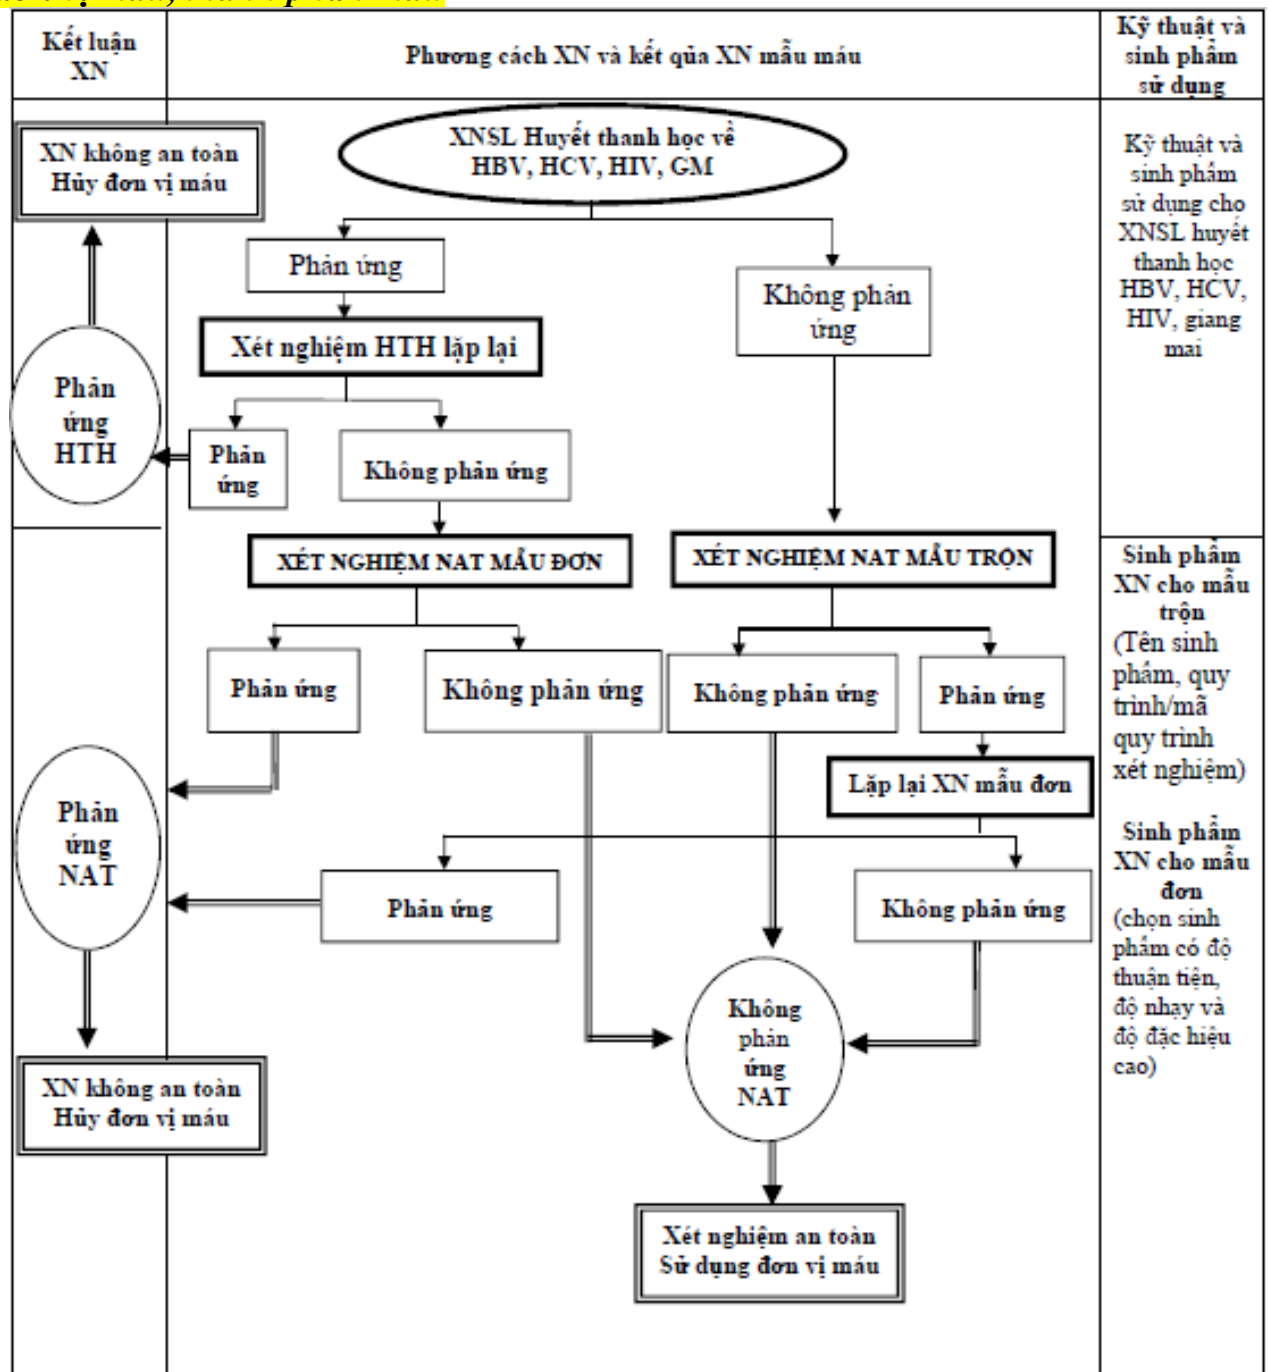 Kết luận
XN
Phương cách XN và kết qủa XN mẫu máu
Kỹ thuật và
sinh phẩm
sử dụng
XN không an toàn
Hủy đơn vị máu
XNSL Huyết thanh học về
HBV, HCV, HIV, GM
Kỹ thuật và
sinh phẩm
sử dụng cho
XNSL huyết
thanh học
HBV, HCV,
HIV, giang
mai
Phản ứng
Không phản
ứng
Xét nghiệm HTH lặp lại
Phản
ứng
HTH
Phản
ứng
Không phản ứng
XÉT NGHIỆM NAT MẪU ĐƠN
XÉT NGHIỆM NAT MẪU TRỘN
Sinh phẩm
XN cho mẫu
trộn
(Tên sinh
phẩm, quy
trình/mã
quy trình
xét nghiệm)
Phản ứng
Không phản ứng
Không phản ứng
Phản ứng
Lặp lại XN mẫu đơn
Phản
ứng
NAT
Sinh phẩm
XN cho mẫu
đơn
(chọn sinh
phẩm có độ
thuận tiện,
độ nhạy và
độ đặc hiệu
cao)
Phản ứng
Không phản ứng
Không
phản
ứng
NAT
XN không an toàn
Hủy đơn vị máu
Xét nghiệm an toàn
Sử dụng đơn vị máu